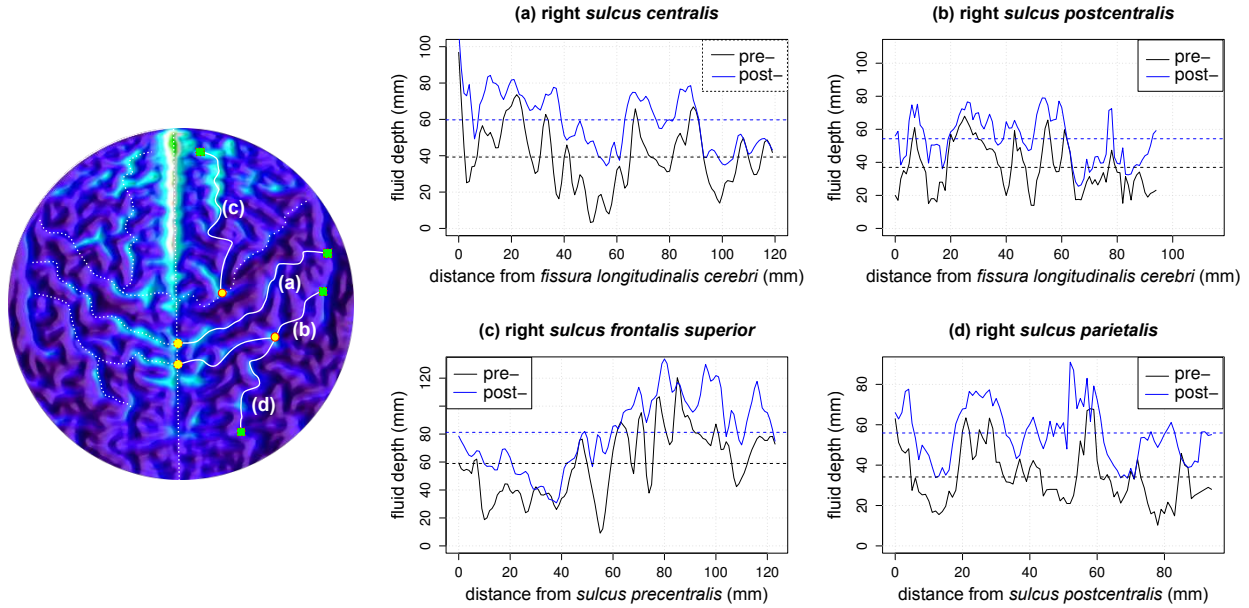 (c)
(a)
(b)
(d)
(a) right sulcus centralis
fluid depth (mm)
0 20 40 60 80 100
pre−
post−
0 20 40 60 80 100 120
distance from fissura longitudinalis cerebri (mm)
(b) right sulcus postcentralis
fluid depth (mm)
0 20 40 60 80 100
pre−
post−
0 20 40 60 80 100
distance from fissura longitudinalis cerebri (mm)
(c) right sulcus frontalis superior
fluid depth (mm)
0 20 40 60 80 120
pre−
post−
0 20 40 60 80 100 120
distance from sulcus precentralis (mm)
(d) right sulcus parietalis
fluid depth (mm)
0 20 40 60 80
pre−
post−
0 20 40 60 80
distance from sulcus postcentralis (mm)